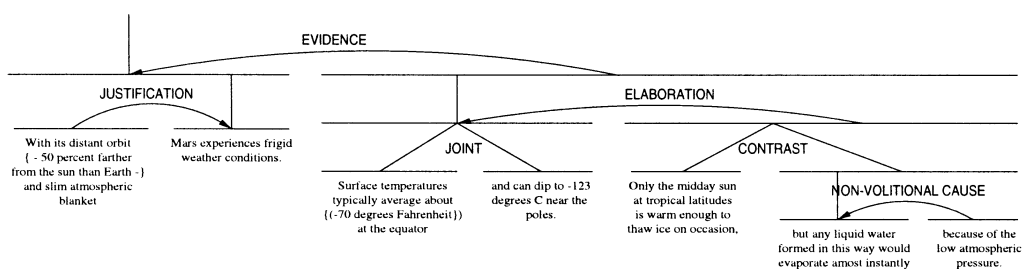 EVIDENCE
JUSTIFICATION
ELABORATION
With its distant orbit
{ - 50 percent farther
from the sun than Earth -}
and slim atmospheric
blanket
Mars experiences frigid
weather conditions.
JOINT
CONTRAST
Surface temperatures
typically average about
{(-70 degrees Fahrenheit})
at the equator
and can dip to -123
degrees C near the
poles.
Only the midday sun
at tropical latitudes
is warm enough to
thaw ice on occasion,
NON-VOLITIONAL CAUSE
but any liquid water
formed in this way would
evaporate amost instantly
because of the
low atmospheric
pressure.